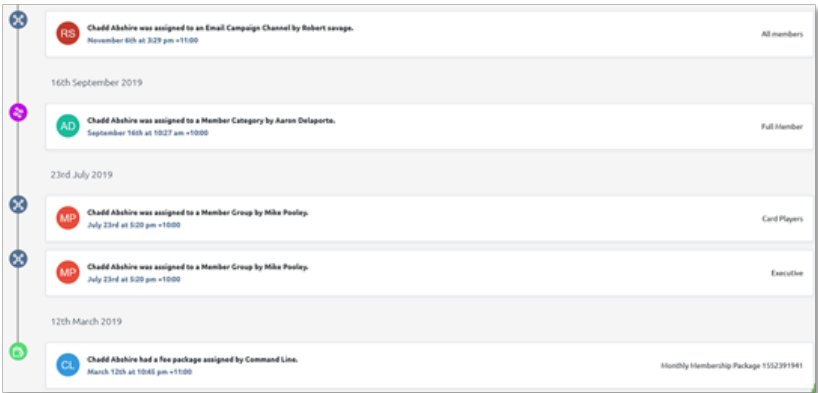 RS
Chadd Abshire was assigned to an Email Campaign Channel by Robert savage.
November 6th at 3:29 pm +11:00
All members
16th September 2019
AD
Chadd Abshire was assigned to a Member Category by Aaron Delaporte.
September 16th at 10:27 am +10:00
Full Member
23rd July 2019
MP
Chadd Abshire was assigned to a Member Group by Mike Pooley.
July 23rd at 5:20 pm +10:00
Card Players
MP
Chadd Abshire was assigned to a Member Group by Mike Pooley.
July 23rd at 5:20 pm +10:00
Executive
12th March 2019
CL
Chadd Abshire had a fee package assigned by Command Line.
March 12th at 10:45 pm +11:00
Monthly Membership Package 1552391941